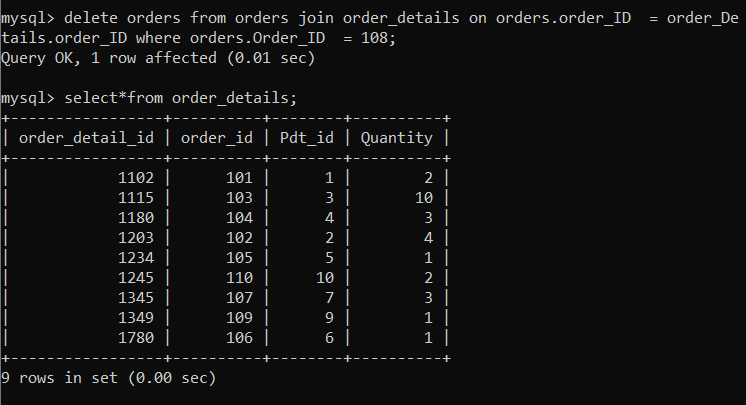 mysql> delete orders from orders join order_details on orders.order_ID  = order_De
tails.order_ID where orders.Order_ID  = 108;
Query OK, 1 row affected (0.01 sec)
mysql> select*from order_details;
+-----------------+----------+--------+----------+
| order_detail_id | order_id | Pdt_id | Quantity |
+-----------------+----------+--------+----------+
|            1102 |      101 |      1 |        2 |
|            1115 |      103 |      3 |       10 |
|            1180 |      104 |      4 |        3 |
|            1203 |      102 |      2 |        4 |
|            1234 |      105 |      5 |        1 |
|            1245 |      110 |     10 |        2 |
|            1345 |      107 |      7 |        3 |
|            1349 |      109 |      9 |        1 |
|            1780 |      106 |      6 |        1 |
+-----------------+----------+--------+----------+
9 rows in set (0.00 sec)